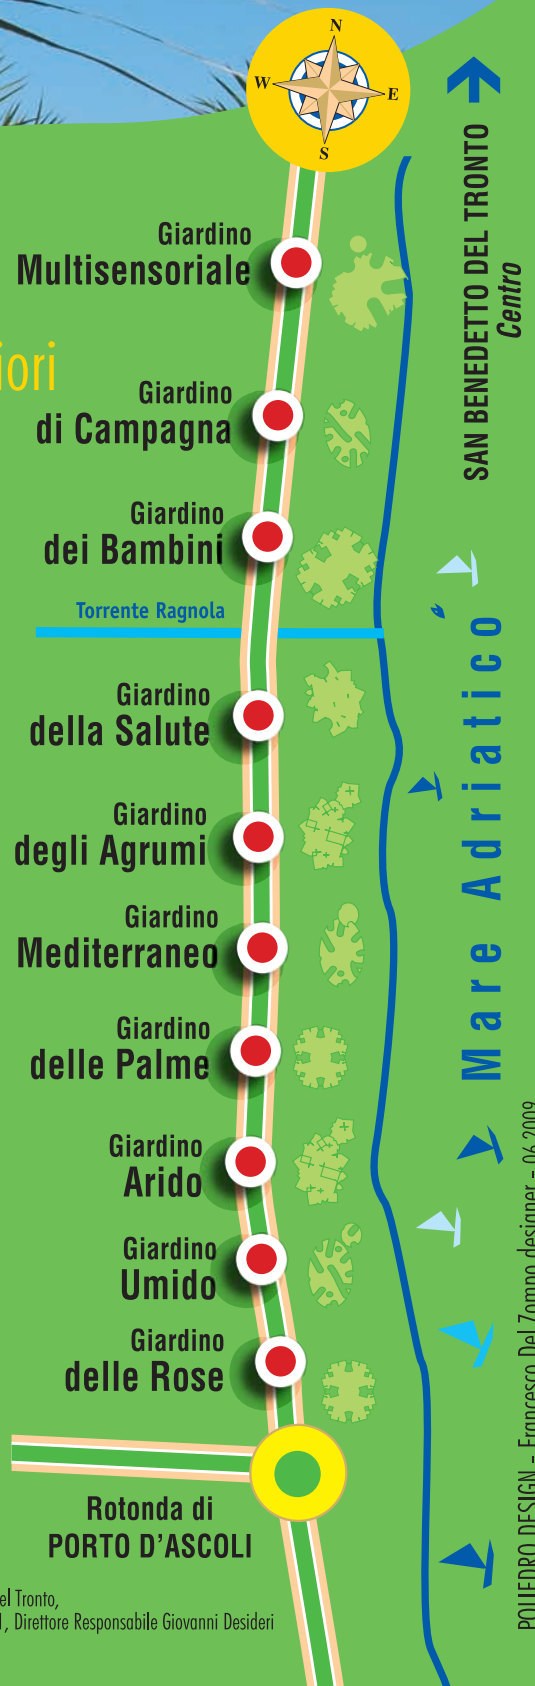 N
W
E
S
SAN BENEDETTO DEL TRONTO
Centro
Giardino
Multisensoriale
iori
Giardino
di Campagna
Giardino
dei Bambini
Torrente Ragnola
Giardino
della Salute
Giardino
degli Agrumi
Mare Adriatico
Giardino
Mediterraneo
Giardino
delle Palme
Giardino
Arido
Giardino
Umido
Giardino
delle Rose
Rotonda di
PORTO D'ASCOLI
el Tronto,
, Direttore Responsabile Giovanni Desideri
POLIEDRO DESIGN - Francesco Del Zompo designer - 06.2009